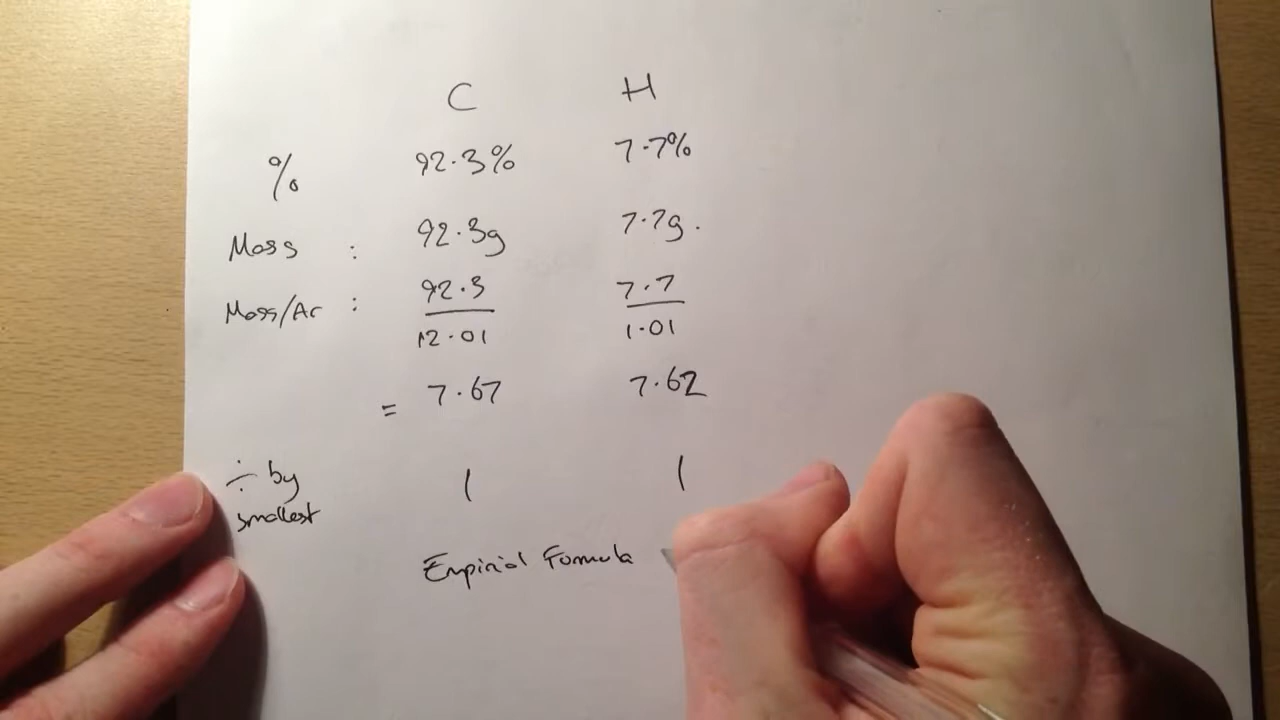 C H
% 92.3% 7.7%
Mass : 92.3g 7.7g.
Mass/Ar : 92.3 7.7
12.01 1.01
= 7.67 7.62
÷ by 1 1
smallest
Empirical Formula